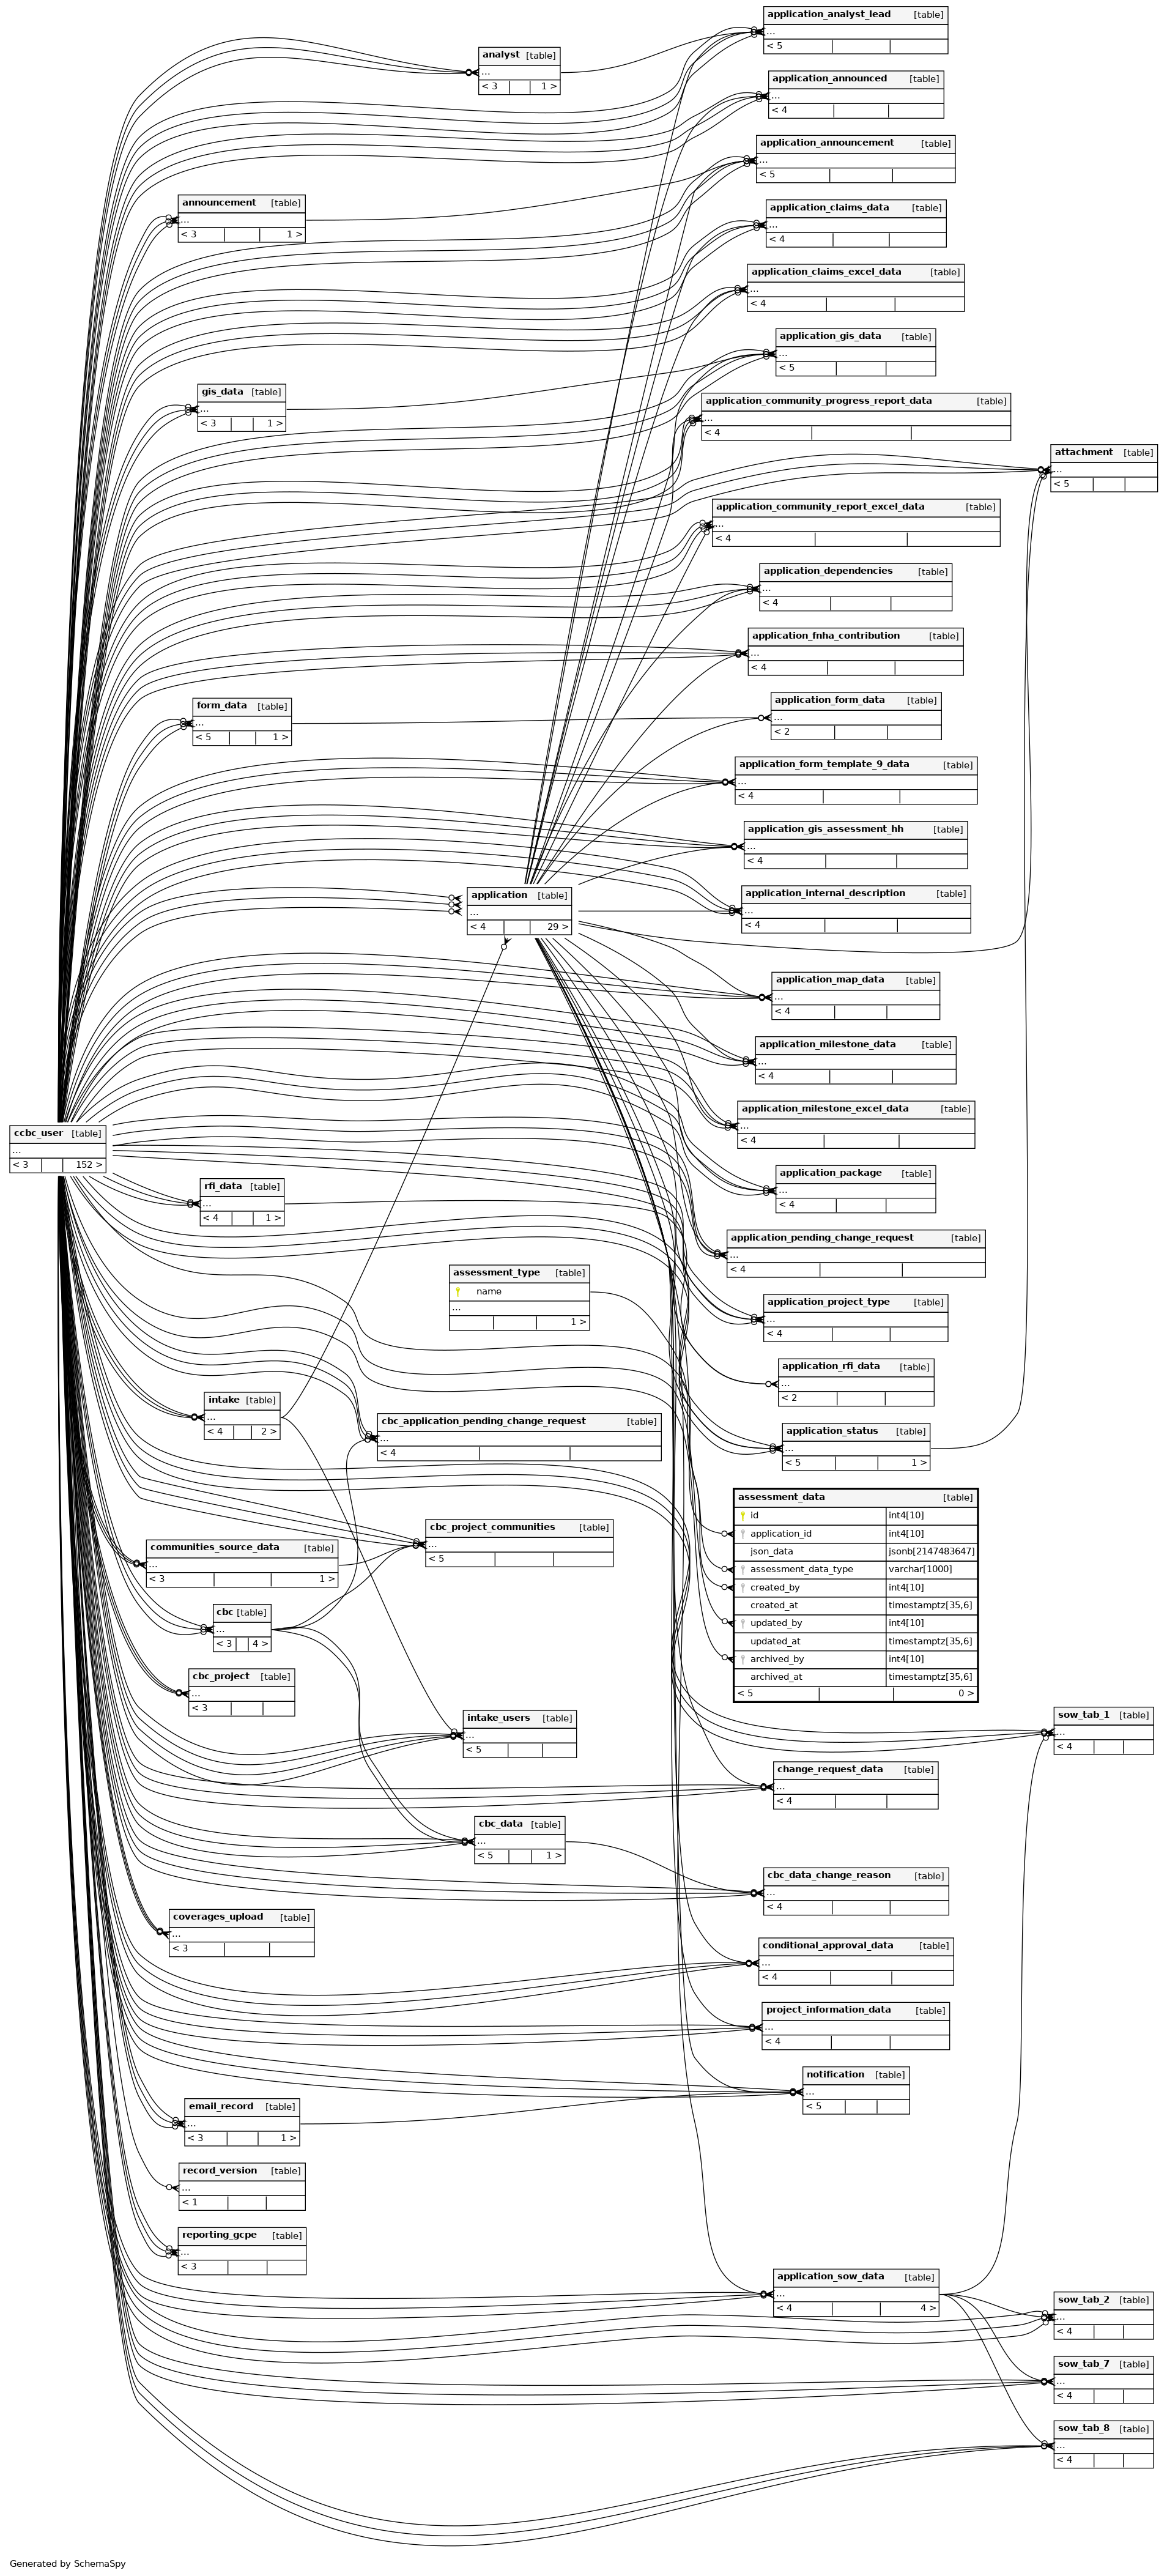 application_analyst_lead [table]
...
< 5
analyst [table]
...
< 3 1 >
application_announced [table]
...
< 4
application_announcement [table]
...
< 5
announcement [table]
...
< 3 1 >
application_claims_data [table]
...
< 4
application_claims_excel_data [table]
...
< 4
application_gis_data [table]
...
< 5
gis_data [table]
...
< 3 1 >
application_community_progress_report_data [table]
...
< 4
attachment [table]
...
< 5
application_community_report_excel_data [table]
...
< 4
application_dependencies [table]
...
< 4
application_fnha_contribution [table]
...
< 4
form_data [table]
...
< 5 1 >
application_form_data [table]
...
< 2
application_form_template_9_data [table]
...
< 4
application_gis_assessment_hh [table]
...
< 4
application [table]
...
< 4 29 >
application_internal_description [table]
...
< 4
application_map_data [table]
...
< 4
application_milestone_data [table]
...
< 4
application_milestone_excel_data [table]
...
< 4
ccbc_user [table]
...
< 3 152 >
application_package [table]
...
< 4
rfi_data [table]
...
< 4 1 >
application_pending_change_request [table]
...
< 4
assessment_type [table]
name
...
1 >
application_project_type [table]
...
< 4
application_rfi_data [table]
...
< 2
intake [table]
...
< 4 2 >
cbc_application_pending_change_request [table]
...
< 4
application_status [table]
...
< 5 1 >
assessment_data [table]
id int4[10]
application_id int4[10]
json_data jsonb[2147483647]
assessment_data_type varchar[1000]
created_by int4[10]
created_at timestamptz[35,6]
updated_by int4[10]
updated_at timestamptz[35,6]
archived_by int4[10]
archived_at timestamptz[35,6]
< 5 0 >
cbc_project_communities [table]
...
< 5
communities_source_data [table]
...
< 3 1 >
cbc [table]
...
< 3 4 >
cbc_project [table]
...
< 3
intake_users [table]
...
< 5
sow_tab_1 [table]
...
< 4
change_request_data [table]
...
< 4
cbc_data [table]
...
< 5 1 >
cbc_data_change_reason [table]
...
< 4
coverages_upload [table]
...
< 3
conditional_approval_data [table]
...
< 4
project_information_data [table]
...
< 4
notification [table]
...
< 5
email_record [table]
...
< 3 1 >
record_version [table]
...
< 1
reporting_gcpe [table]
...
< 3
application_sow_data [table]
...
< 4 4 >
sow_tab_2 [table]
...
< 4
sow_tab_7 [table]
...
< 4
sow_tab_8 [table]
...
< 4
Generated by SchemaSpy